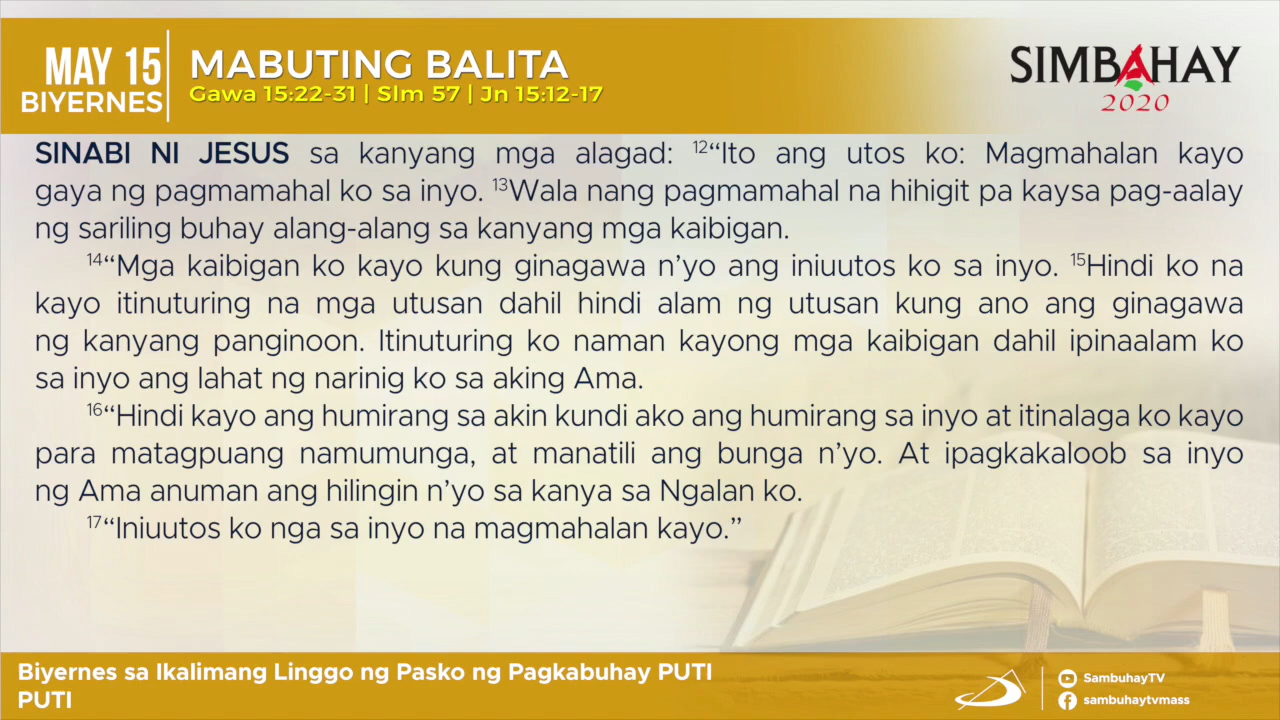 MAY 15
BIYERNES
MABUTING BALITA
Gawa 15:22-31 | Slm 57 | Jn 15:12-17
SIMBAHAY
2020
SINABI NI JESUS sa kanyang mga alagad: 12“Ito ang utos ko: Magmahalan kayo
gaya ng pagmamahal ko sa inyo. 13Wala nang pagmamahal na hihigit pa kaysa pag-aalay
ng sariling buhay alang-alang sa kanyang mga kaibigan.
14“Mga kaibigan ko kayo kung ginagawa n’yo ang iniuutos ko sa inyo. 15Hindi ko na
kayo itinuturing na mga utusan dahil hindi alam ng utusan kung ano ang ginagawa
ng kanyang panginoon. Itinuturing ko naman kayong mga kaibigan dahil ipinaalam ko
sa inyo ang lahat ng narinig ko sa aking Ama.
16“Hindi kayo ang humirang sa akin kundi ako ang humirang sa inyo at itinalaga ko kayo
para matagpuang namumunga, at manatili ang bunga n’yo. At ipagkakaloob sa inyo
ng Ama anuman ang hilingin n’yo sa kanya sa Ngalan ko.
17“Iniuutos ko nga sa inyo na magmahalan kayo.”
Biyernes sa Ikalimang Linggo ng Pasko ng Pagkabuhay PUTI
PUTI
SambuhayTV
sambuhaytvmass